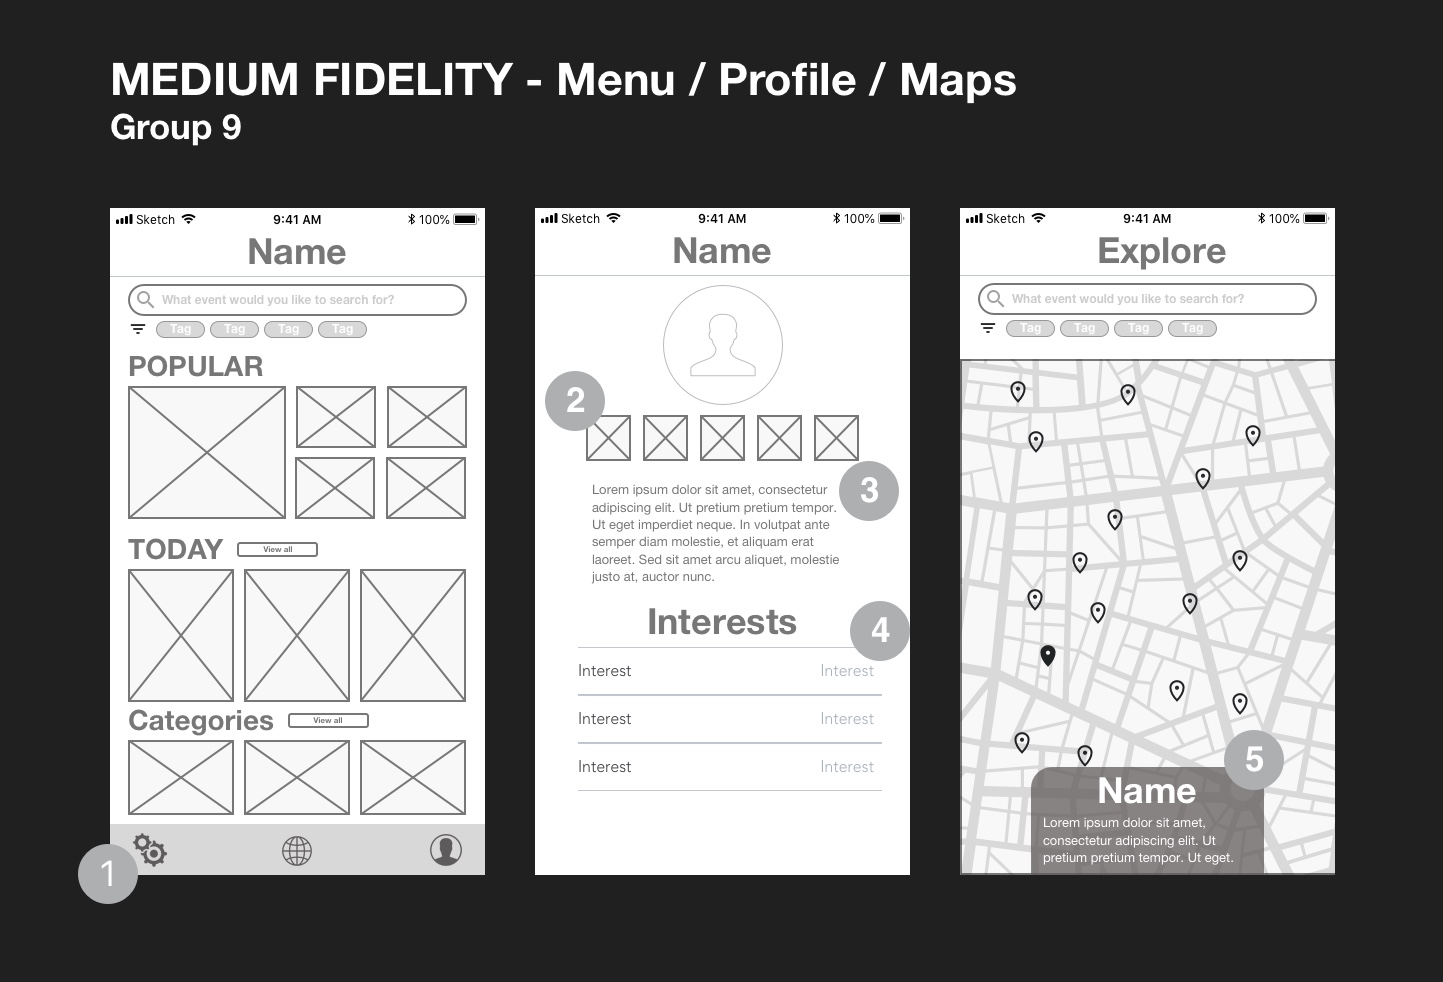 MEDIUM FIDELITY - Menu / Profile / Maps
Group 9
Sketch 9:41 AM 100%
Name
What event would you like to search for?
Tag Tag Tag Tag
POPULAR
TODAY View all
Categories View all
1
Sketch 9:41 AM 100%
Name
2
3
Lorem ipsum dolor sit amet, consectetur
adipiscing elit. Ut pretium pretium tempor.
Ut eget imperdiet neque. In volutpat ante
semper diam molestie, et aliquam erat
laoreet. Sed sit amet arcu aliquet, molestie
justo at, auctor nunc.
Interests
4
Interest Interest
Interest Interest
Interest Interest
Sketch 9:41 AM 100%
Explore
What event would you like to search for?
Tag Tag Tag Tag
5
Name
Lorem ipsum dolor sit amet,
consectetur adipiscing elit. Ut
pretium pretium tempor. Ut eget.